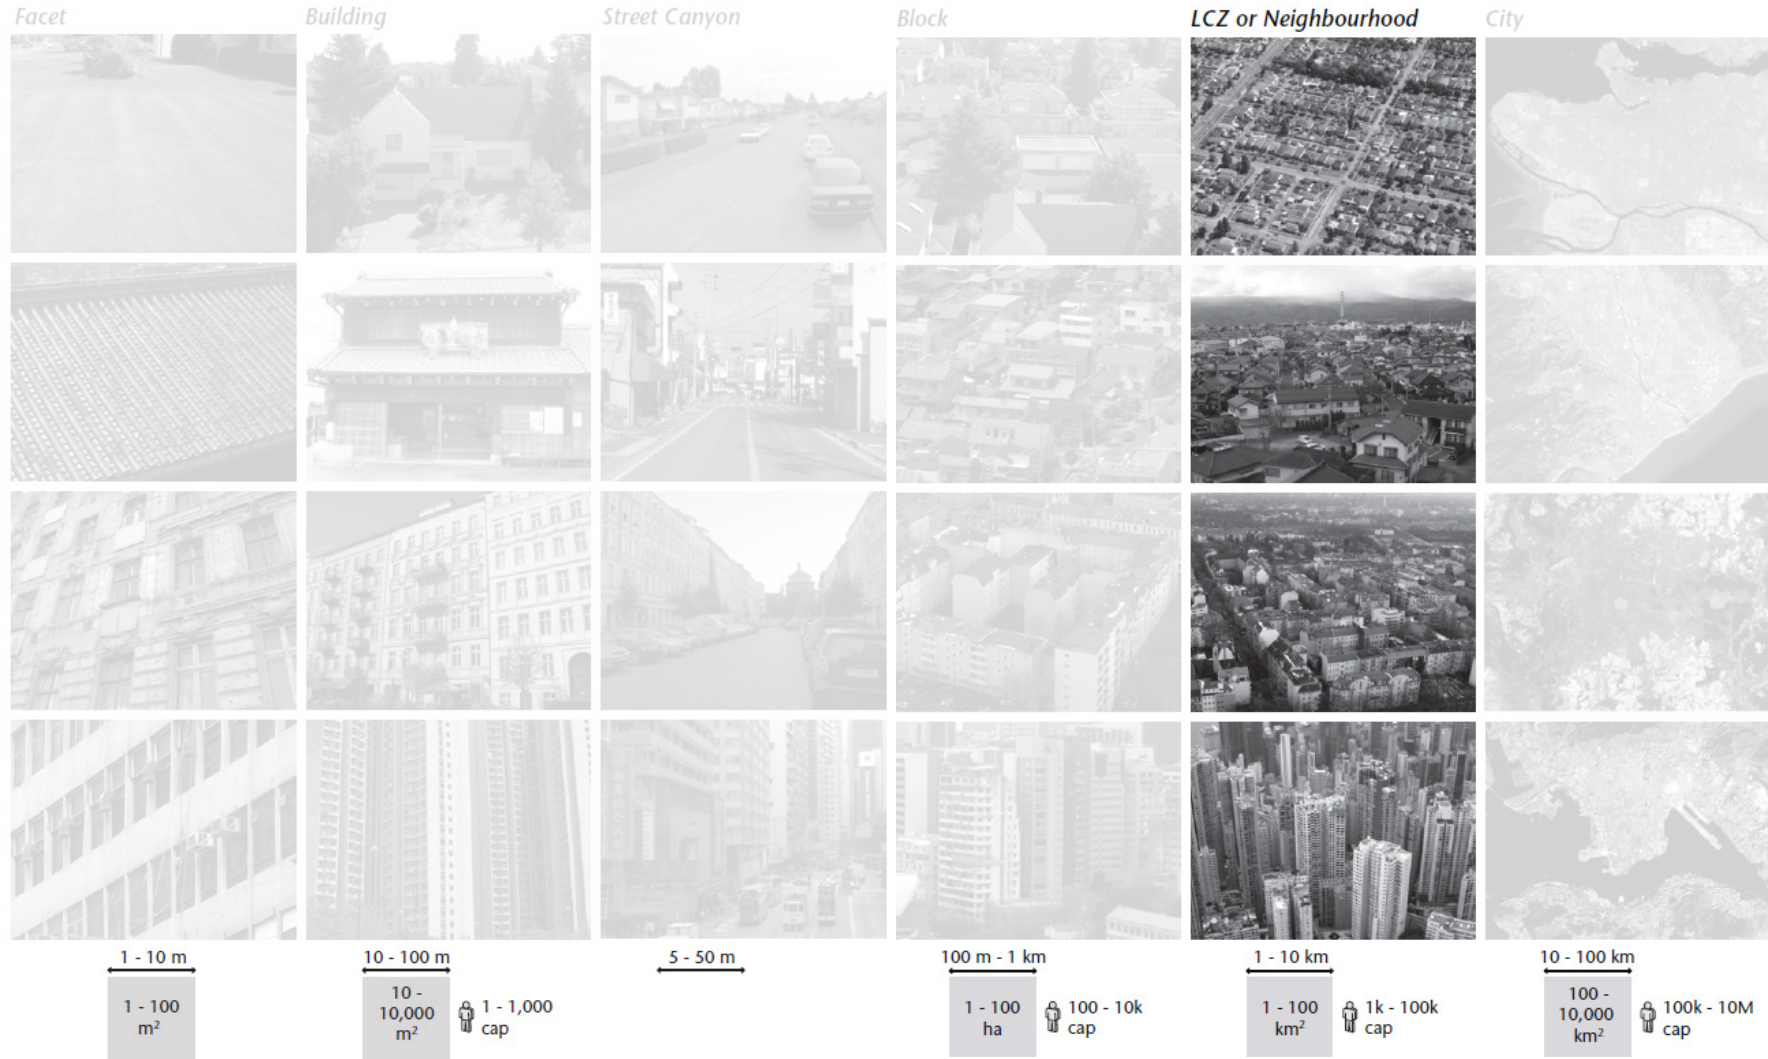 Facet
Building
Street Canyon
Block
LCZ or Neighbourhood
City
1 - 10 m
10 - 100 m
5 - 50 m
100 m - 1 km
1 - 10 km
10 - 100 km
1 - 100
m²
10 -
10,000
m²
1 - 1,000
cap
1 - 100
ha
100 - 10k
cap
1 - 100
km²
1k - 100k
cap
100 -
10,000
km²
100k - 10M
cap